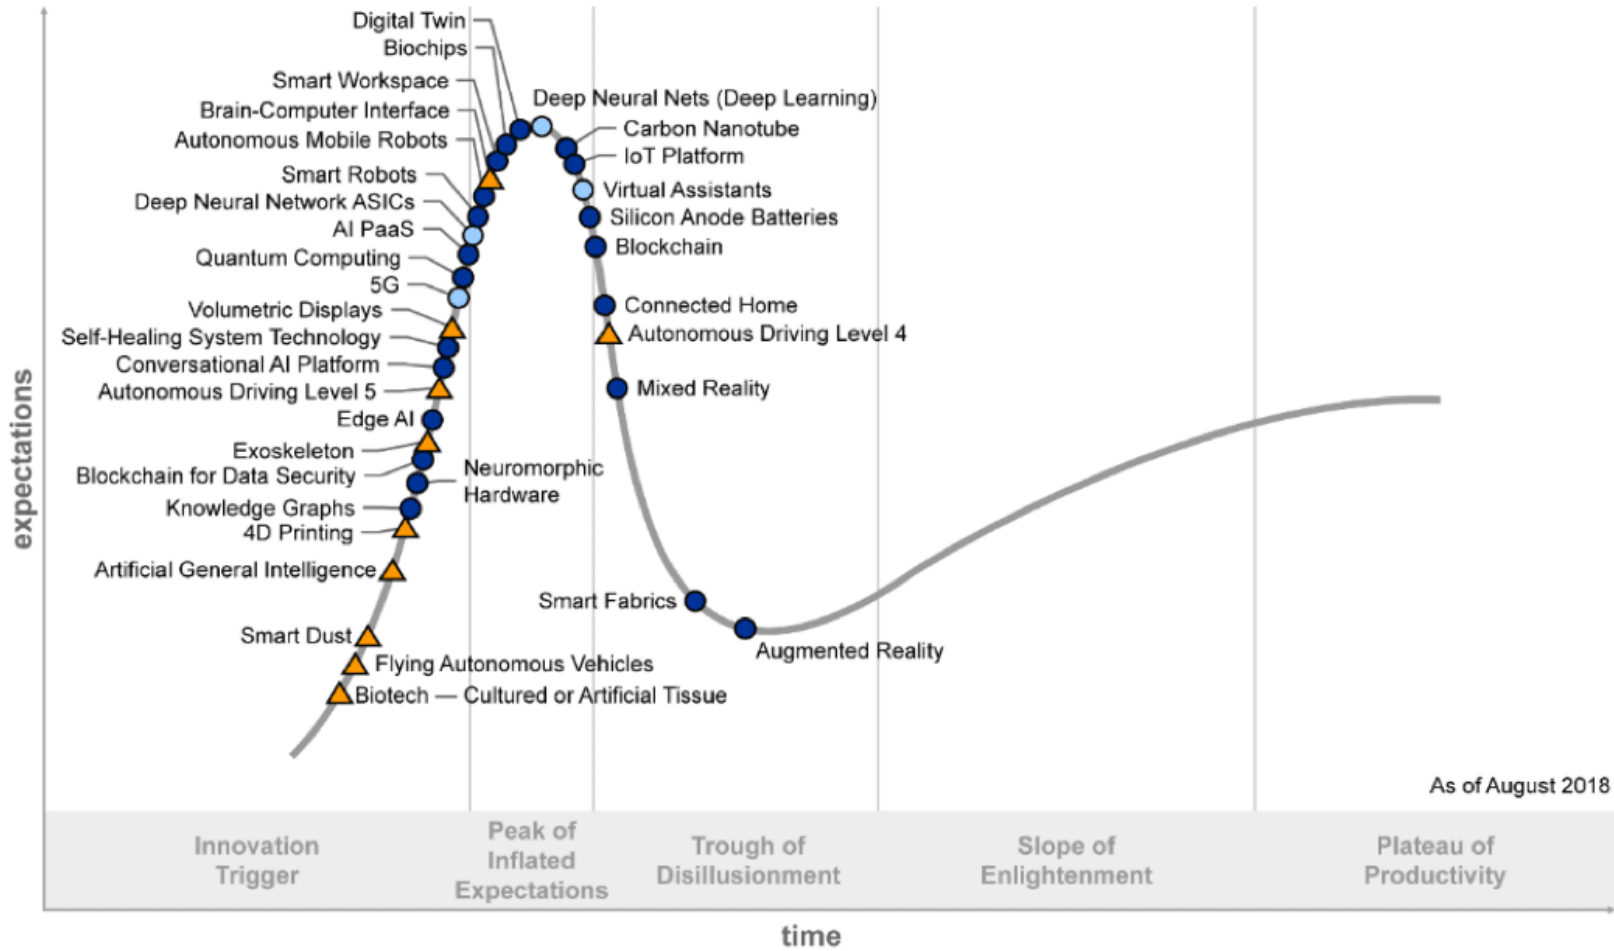 Digital Twin
Biochips
Smart Workspace
Brain-Computer Interface
Autonomous Mobile Robots
Smart Robots
Deep Neural Network ASICs
AI PaaS
Quantum Computing
5G
Volumetric Displays
Self-Healing System Technology
Conversational AI Platform
Autonomous Driving Level 5
Edge AI
Exoskeleton
Blockchain for Data Security
Neuromorphic
Hardware
Knowledge Graphs
4D Printing
Artificial General Intelligence
Smart Dust
Flying Autonomous Vehicles
Biotech — Cultured or Artificial Tissue
Deep Neural Nets (Deep Learning)
Carbon Nanotube
IoT Platform
Virtual Assistants
Silicon Anode Batteries
Blockchain
Connected Home
Autonomous Driving Level 4
Mixed Reality
Smart Fabrics
Augmented Reality
expectations
As of August 2018
Innovation
Trigger
Peak of
Inflated
Expectations
Trough of
Disillusionment
Slope of
Enlightenment
Plateau of
Productivity
time